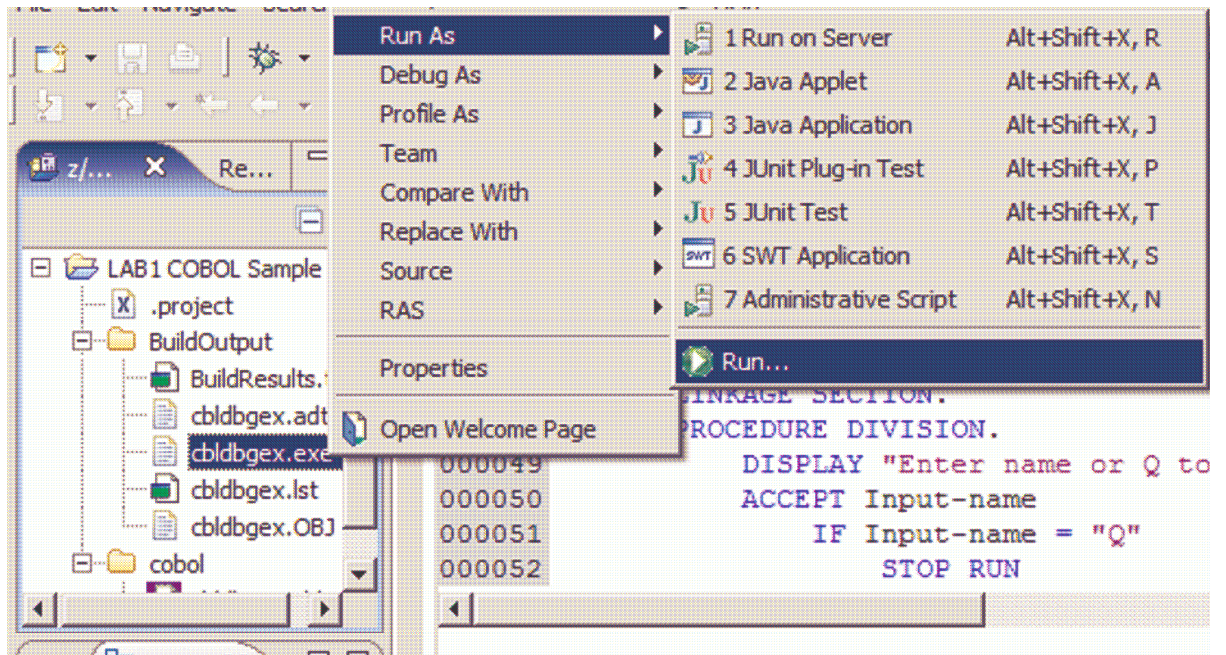 Run As
Debug As
Profile As
Team
Compare With
Replace With
Source
RAS
Properties
Open Welcome Page
1 Run on Server Alt+Shift+X, R
2 Java Applet Alt+Shift+X, A
3 Java Application Alt+Shift+X, J
4 JUnit Plug-in Test Alt+Shift+X, P
5 JUnit Test Alt+Shift+X, T
6 SWT Application Alt+Shift+X, S
7 Administrative Script Alt+Shift+X, N
Run...
z/... Re...
LAB1 COBOL Sample
.project
BuildOutput
BuildResults.
cbldbgex.adt
cbldbgex.exe
cbldbgex.lst
cbldbgex.OBJ
cobol
LINKAGE SECTION.
PROCEDURE DIVISION.
000049 DISPLAY "Enter name or Q to
000050 ACCEPT Input-name
000051 IF Input-name = "Q"
000052 STOP RUN